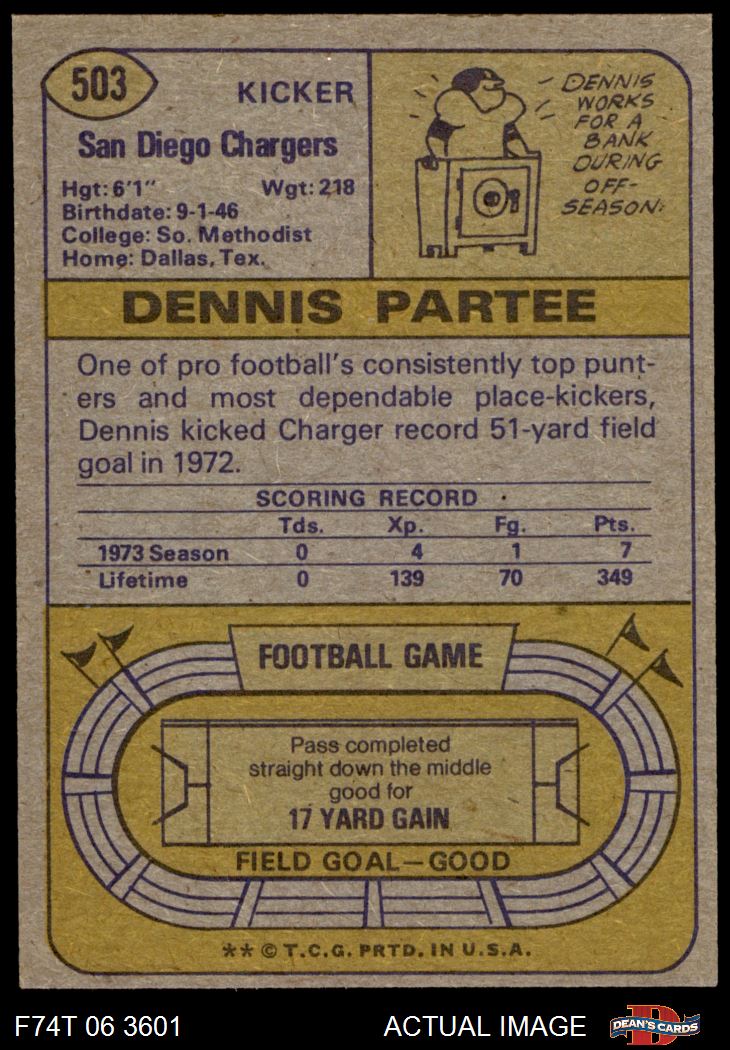 503
KICKER
San Diego Chargers
Hgt: 6'1" Wgt: 218
Birthdate: 9-1-46
College: So. Methodist
Home: Dallas, Tex.
DENNIS
WORKS
FOR A
BANK
DURING
OFF-
SEASON.
DENNIS PARTEE
One of pro football's consistently top punt-
ers and most dependable place-kickers,
Dennis kicked Charger record 51-yard field
goal in 1972.
SCORING RECORD
Tds. Xp. Fg. Pts.
1973 Season 0 4 1 7
Lifetime 0 139 70 349
FOOTBALL GAME
Pass completed
straight down the middle
good for
17 YARD GAIN
FIELD GOAL—GOOD
** © T.C.G. PRTD. IN U.S.A.
F74T 06 3601 ACTUAL IMAGE
D
DEAN'S CARDS